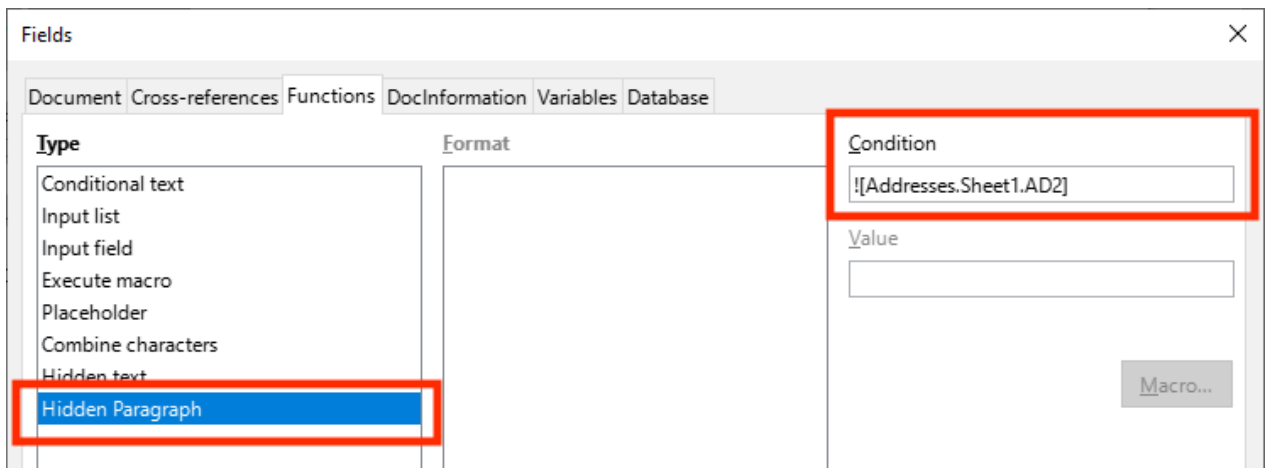 Fields
Document Cross-references Functions DocInformation Variables Database
Type
Format
Condition
Conditional text
Input list
Input field
Execute macro
Placeholder
Combine characters
Hidden text
Hidden Paragraph
![Addresses.Sheet1.AD2]
Value
Macro...